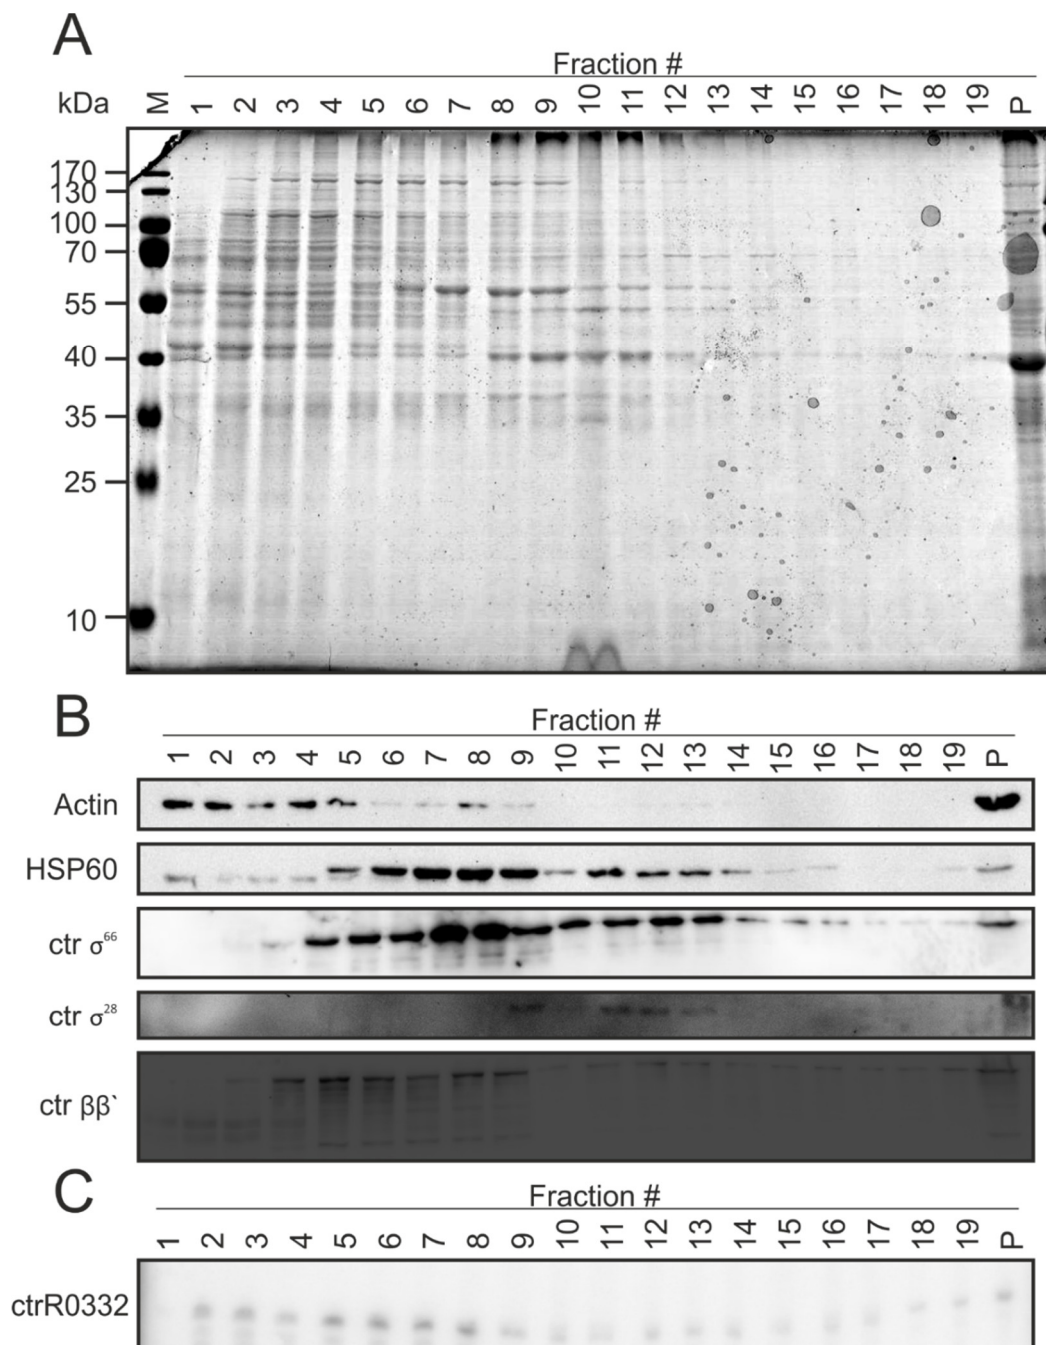 A
Fraction #
kDa M 1 2 3 4 5 6 7 8 9 10 11 12 13 14 15 16 17 18 19 P
170
130
100
70
55
40
35
25
10
B
Fraction #
1 2 3 4 5 6 7 8 9 10 11 12 13 14 15 16 17 18 19 P
Actin
HSP60
ctr σ⁶⁶
ctr σ²⁸
ctr ββ`
C
Fraction #
1 2 3 4 5 6 7 8 9 10 11 12 13 14 15 16 17 18 19 P
ctrR0332